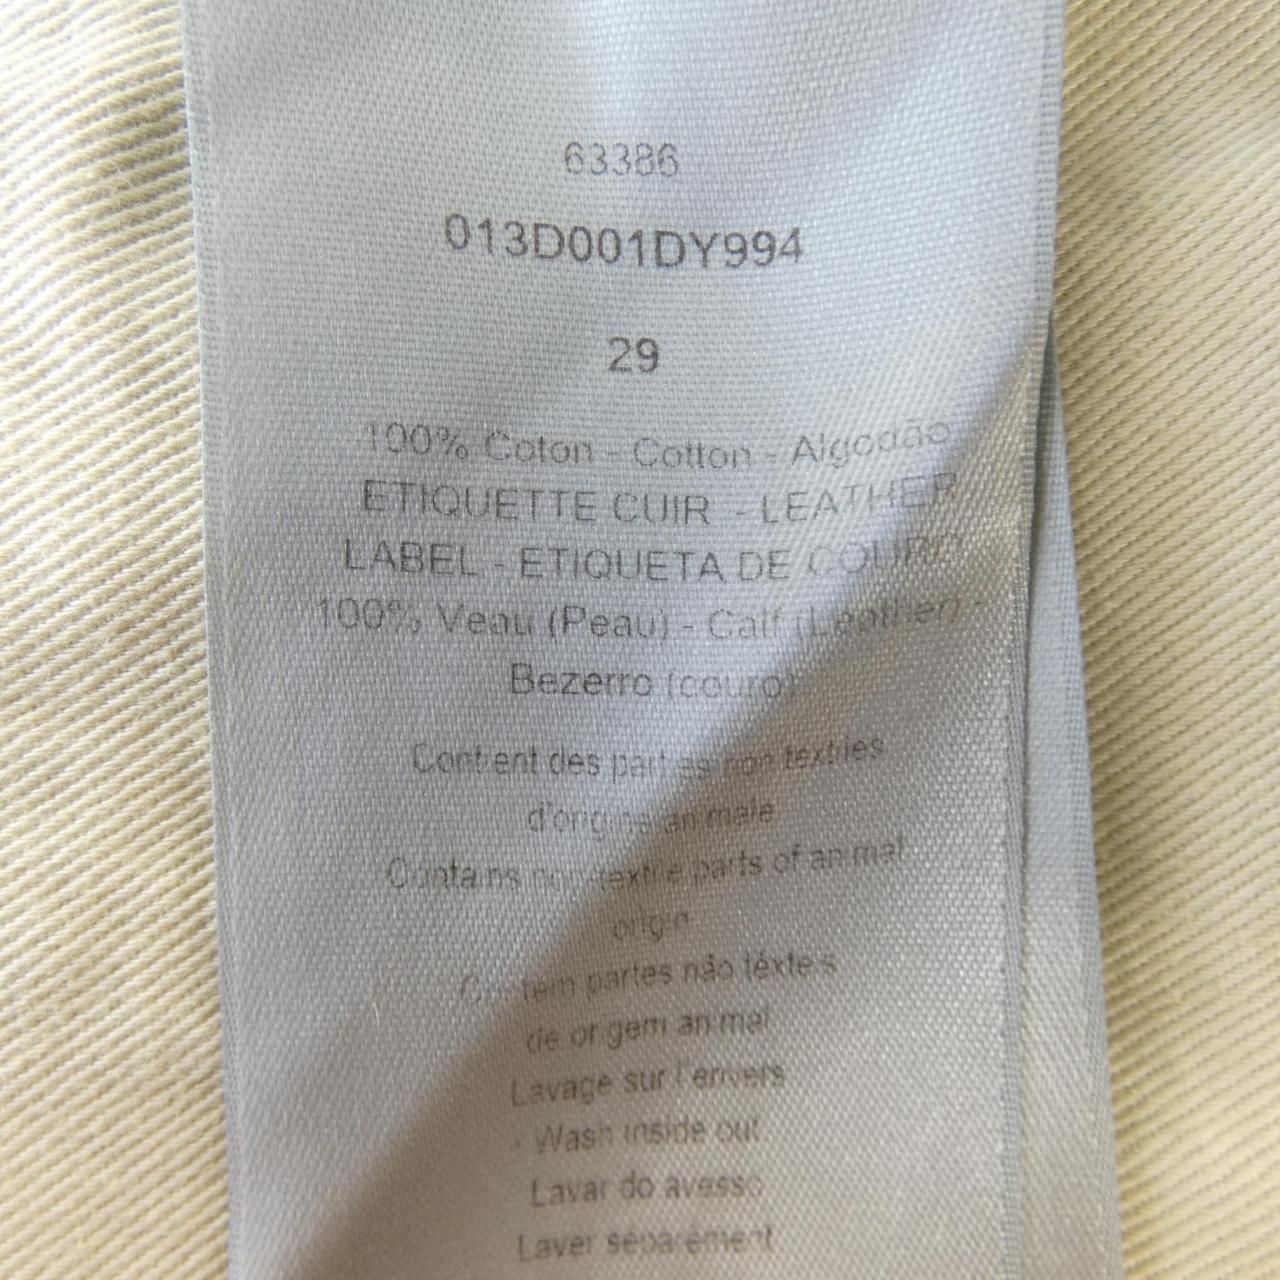 63386
013D001DY994
29
100% Coton - Cotton - Algodão
ETIQUETTE CUIR - LEATHER
LABEL - ETIQUETA DE COURO
100% Veau (Peau) - Calf (Leather) -
Bezerro (couro)
Contient des parties non textiles
d'origine animale
Contains non-textile parts of animal
origin
Contém partes não têxteis
de origem animal
Lavage sur l'envers
- Wash inside out
Lavar do avesso
Laver séparément